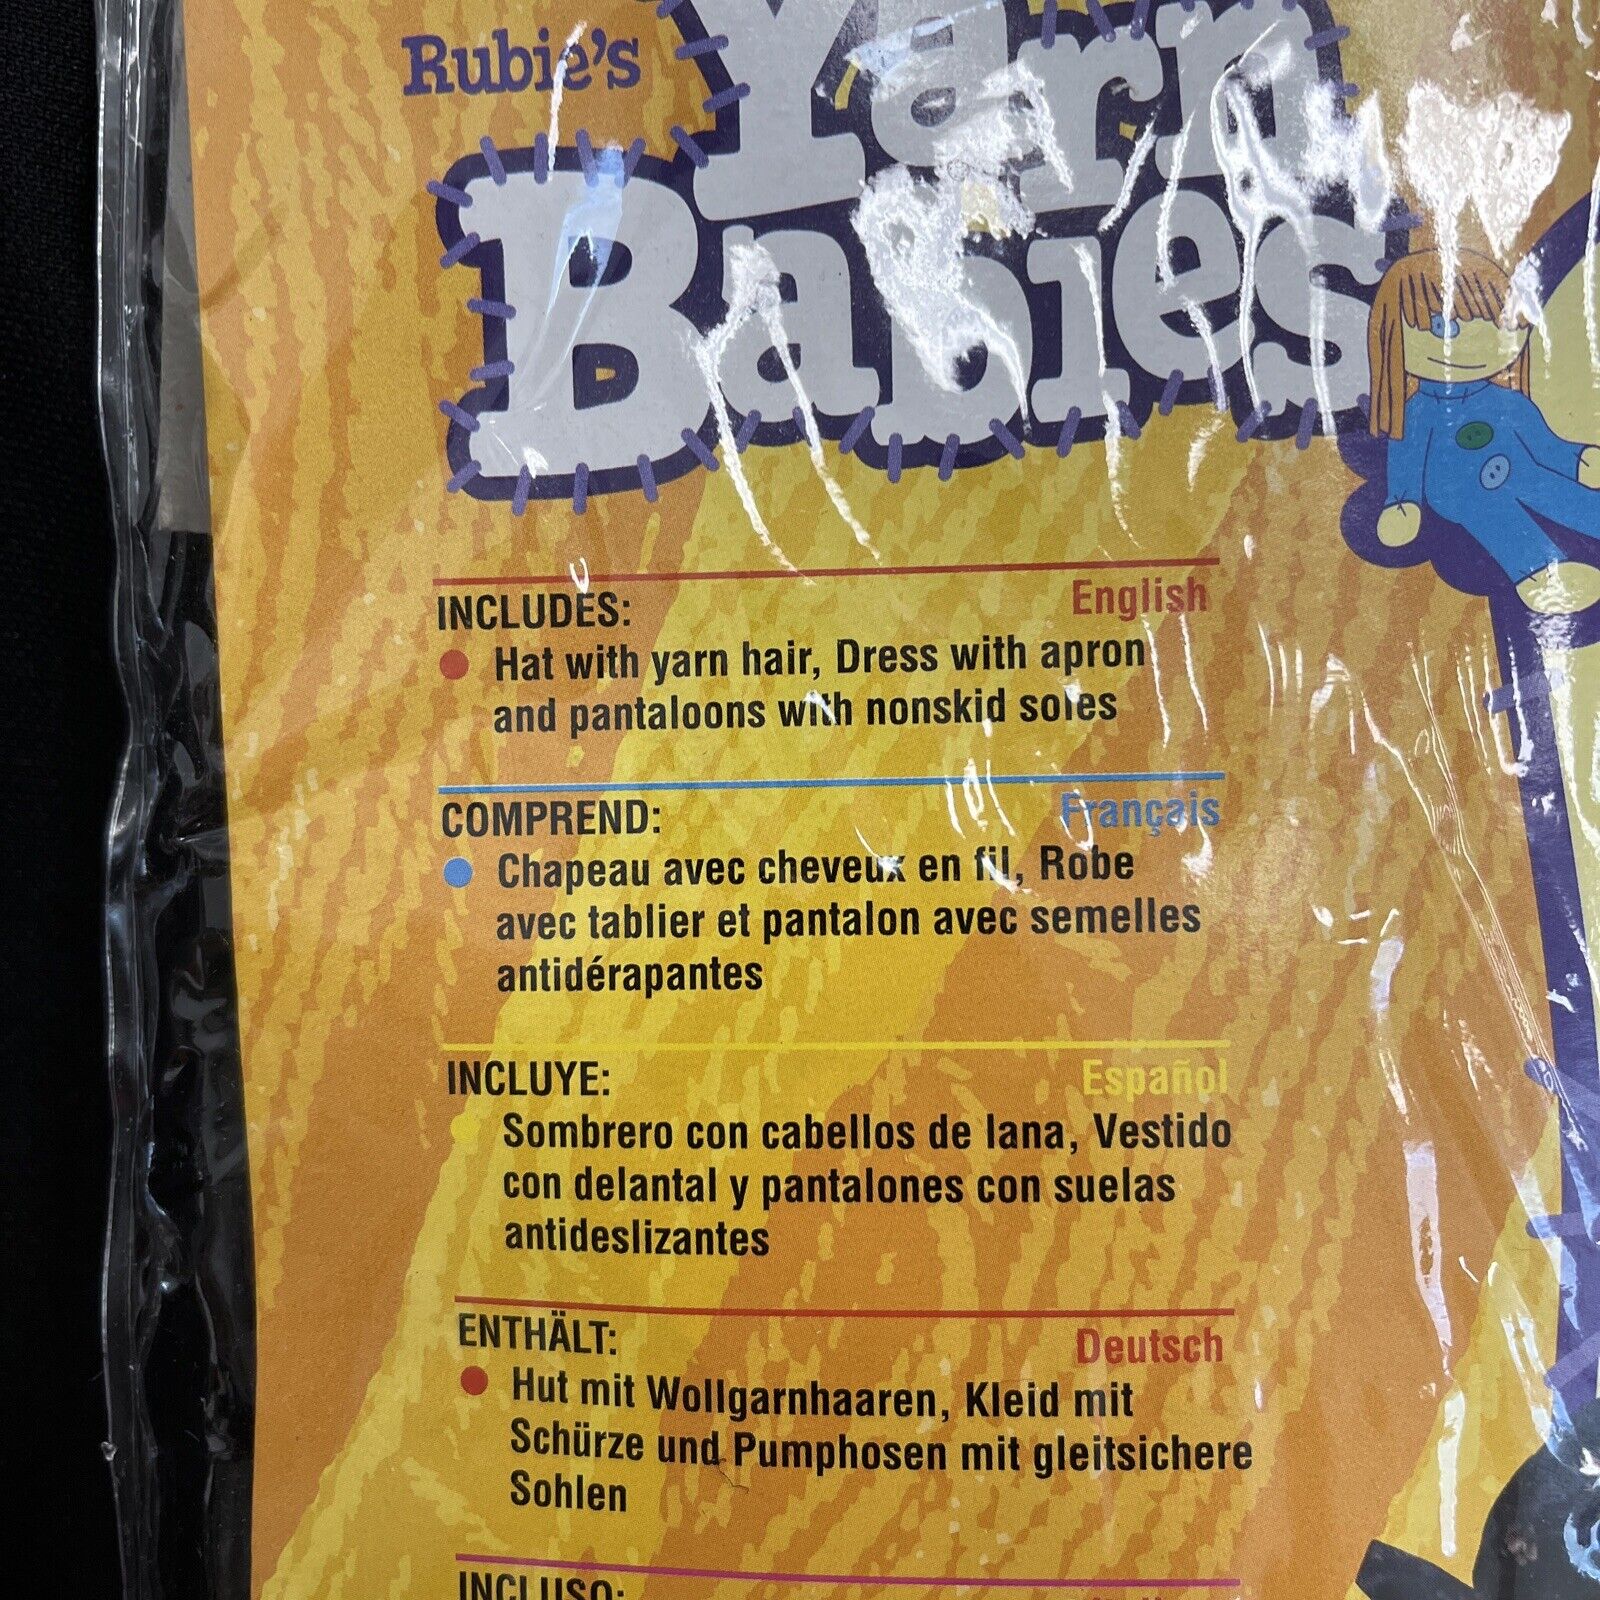 Rubie's
Yarn
Babies
INCLUDES: English
Hat with yarn hair, Dress with apron
and pantaloons with nonskid soles
COMPREND: Français
Chapeau avec cheveux en fil, Robe
avec tablier et pantalon avec semelles
antidérapantes
INCLUYE: Español
Sombrero con cabellos de lana, Vestido
con delantal y pantalones con suelas
antideslizantes
ENTHÄLT: Deutsch
Hut mit Wollgarnhaaren, Kleid mit
Schürze und Pumphosen mit gleitsichere
Sohlen
INCLUSO: